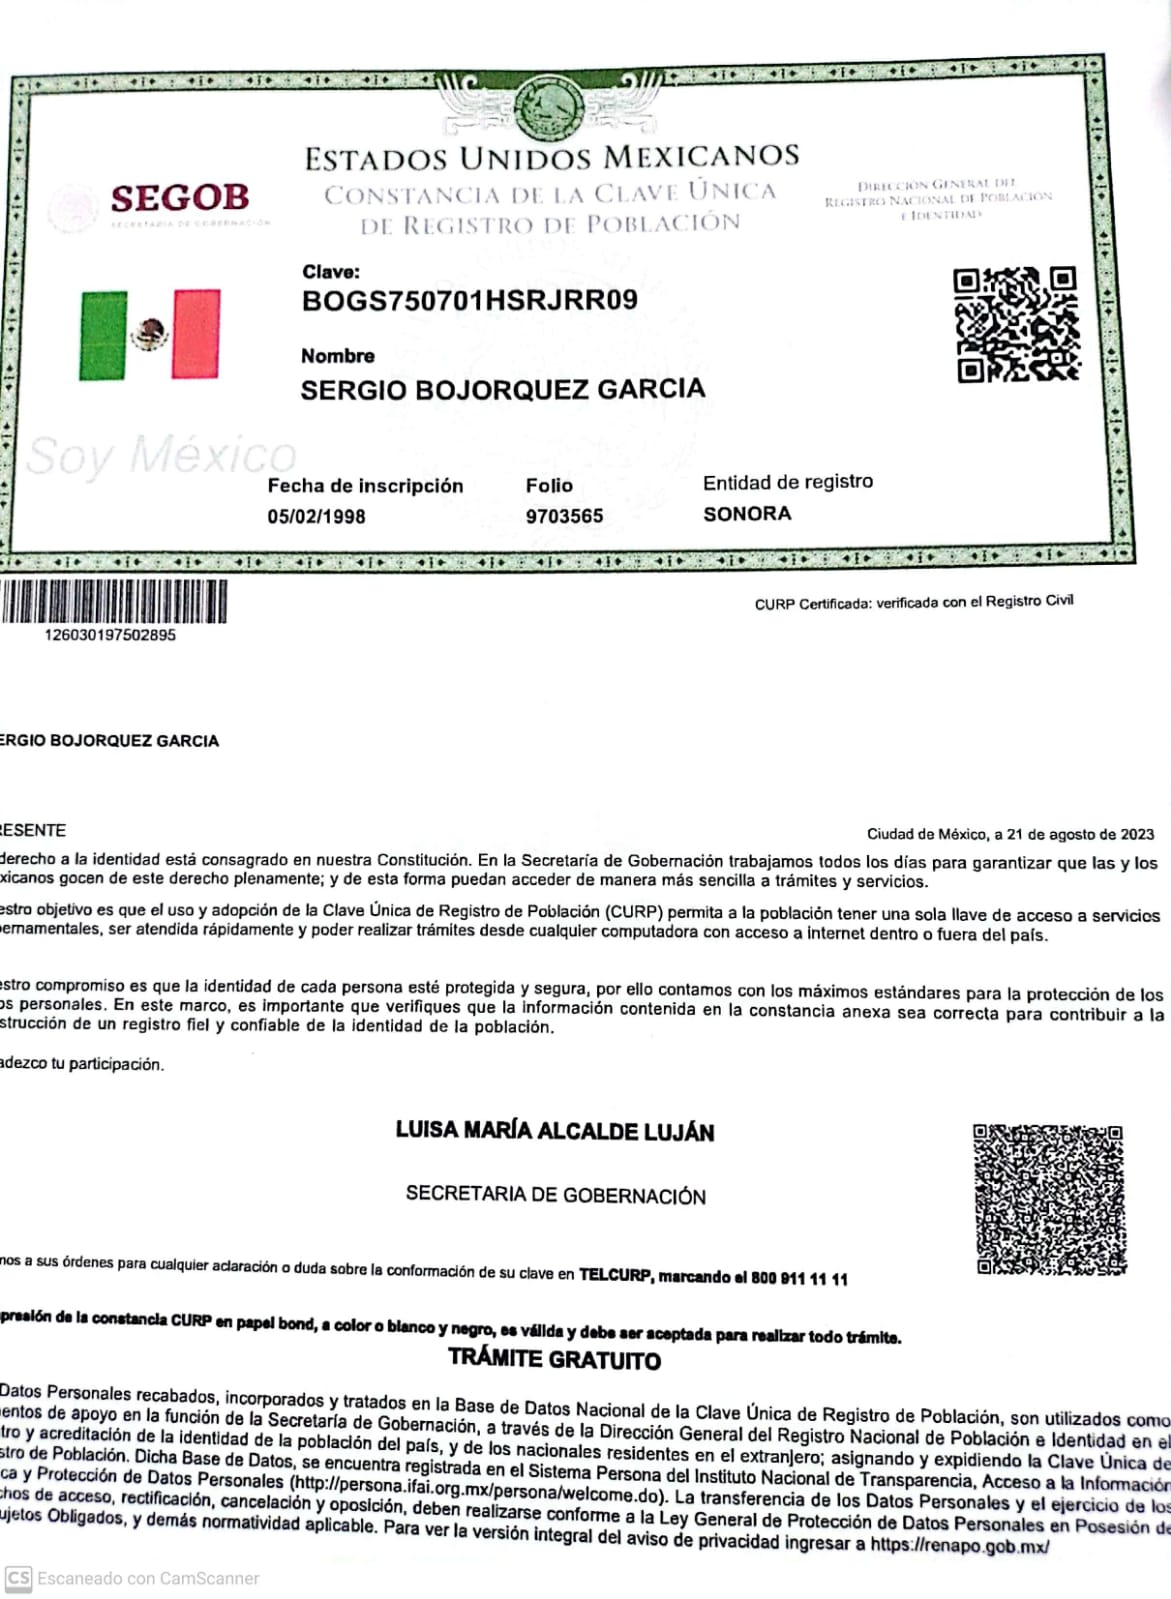 ESTADOS UNIDOS MEXICANOS
CONSTANCIA DE LA CLAVE ÚNICA
DE REGISTRO DE POBLACIÓN
SEGOB
SECRETARÍA DE GOBERNACIÓN
DIRECCIÓN GENERAL DEL
REGISTRO NACIONAL DE POBLACIÓN
E IDENTIDAD
Clave:
BOGS750701HSRJRR09
Nombre
SERGIO BOJORQUEZ GARCIA
Soy México
Fecha de inscripción
05/02/1998
Folio
9703565
Entidad de registro
SONORA
126030197502895
CURP Certificada: verificada con el Registro Civil
ERGIO BOJORQUEZ GARCIA
RESENTE
Ciudad de México, a 21 de agosto de 2023
derecho a la identidad está consagrado en nuestra Constitución. En la Secretaría de Gobernación trabajamos todos los días para garantizar que las y los
xicanos gocen de este derecho plenamente; y de esta forma puedan acceder de manera más sencilla a trámites y servicios.
estro objetivo es que el uso y adopción de la Clave Única de Registro de Población (CURP) permita a la población tener una sola llave de acceso a servicios
ernamentales, ser atendida rápidamente y poder realizar trámites desde cualquier computadora con acceso a internet dentro o fuera del país.
estro compromiso es que la identidad de cada persona esté protegida y segura, por ello contamos con los máximos estándares para la protección de los
os personales. En este marco, es importante que verifiques que la información contenida en la constancia anexa sea correcta para contribuir a la
strucción de un registro fiel y confiable de la identidad de la población.
adezco tu participación.
LUISA MARÍA ALCALDE LUJÁN
SECRETARIA DE GOBERNACIÓN
mos a sus órdenes para cualquier aclaración o duda sobre la conformación de su clave en TELCURP, marcando el 800 911 11 11
presión de la constancia CURP en papel bond, a color o blanco y negro, es válida y debe ser aceptada para realizar todo trámite.
TRÁMITE GRATUITO
Datos Personales recabados, incorporados y tratados en la Base de Datos Nacional de la Clave Única de Registro de Población, son utilizados como
entos de apoyo en la función de la Secretaría de Gobernación, a través de la Dirección General del Registro Nacional de Población e Identidad en el
tro y acreditación de la identidad de la población del país, y de los nacionales residentes en el extranjero; asignando y expidiendo la Clave Única de
stro de Población. Dicha Base de Datos, se encuentra registrada en el Sistema Persona del Instituto Nacional de Transparencia, Acceso a la Información
ca y Protección de Datos Personales (http://persona.ifai.org.mx/persona/welcome.do). La transferencia de los Datos Personales y el ejercicio de los
chos de acceso, rectificación, cancelación y oposición, deben realizarse conforme a la Ley General de Protección de Datos Personales en Posesión de
ujetos Obligados, y demás normatividad aplicable. Para ver la versión integral del aviso de privacidad ingresar a https://renapo.gob.mx/
CS Escaneado con CamScanner